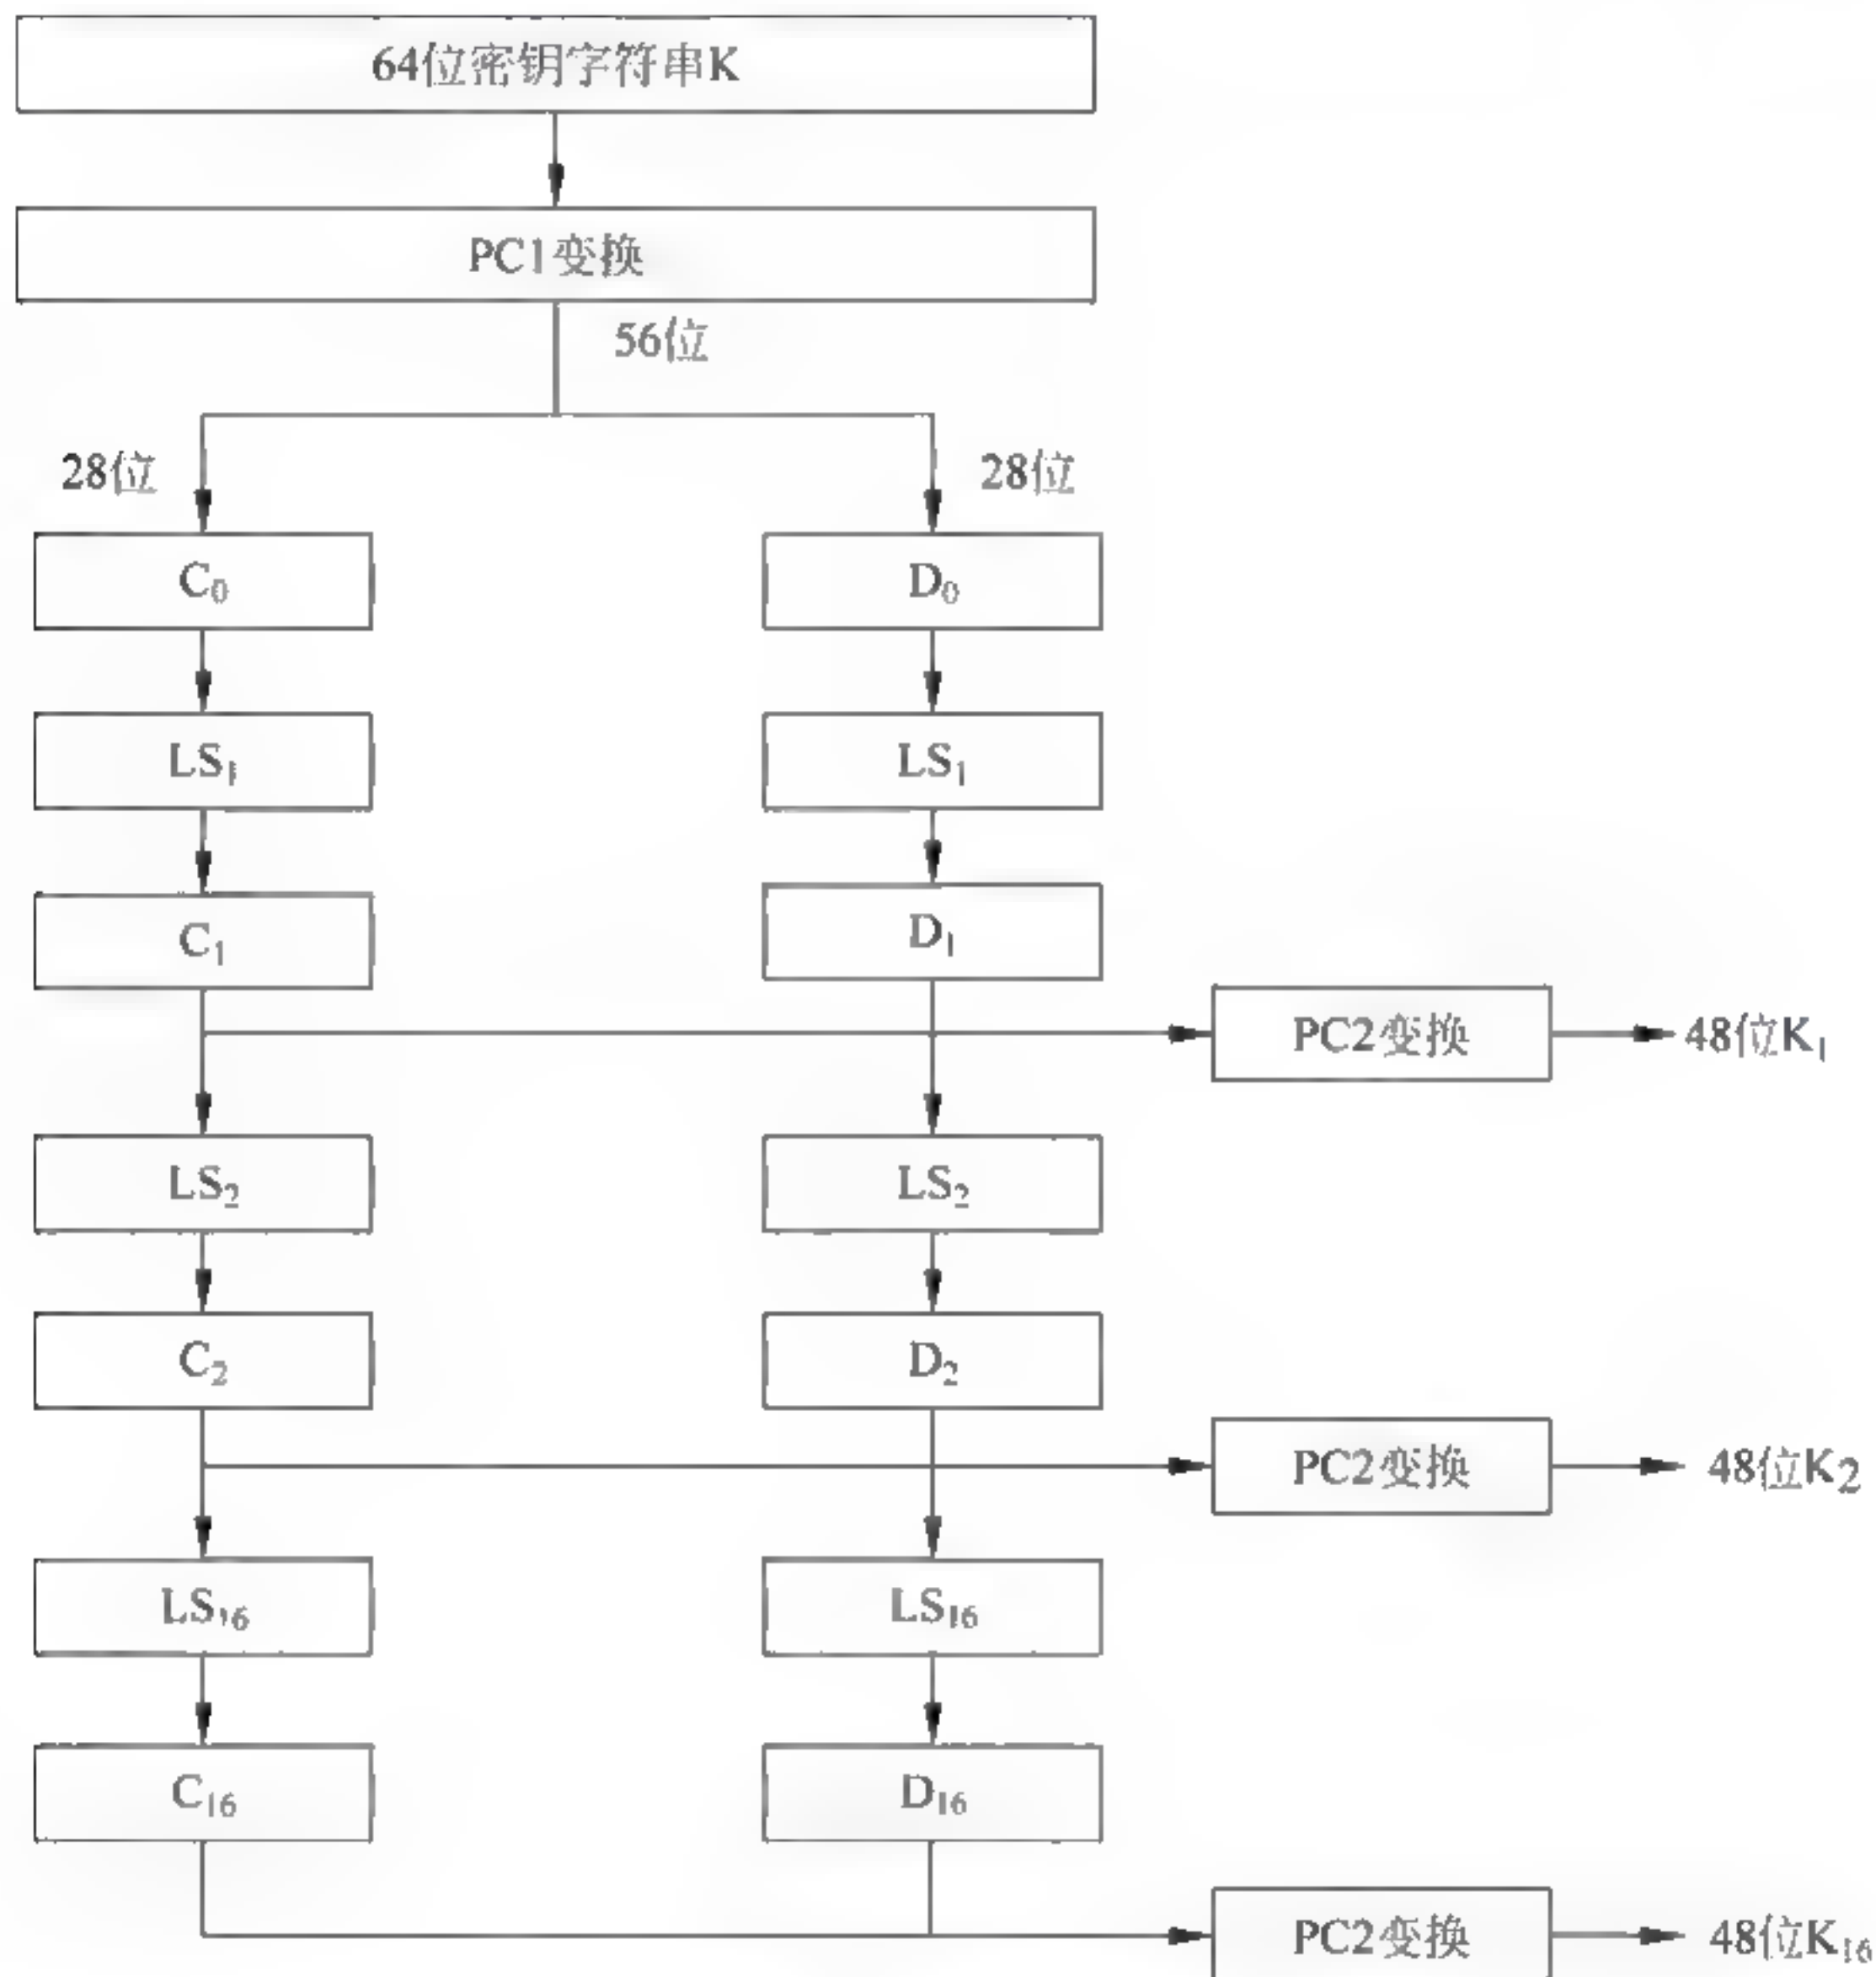 64位密钥字符串K
PC1变换
56位
28位
28位
C₀
D₀
LS₁
LS₁
C₁
D₁
PC2变换
48位K₁
LS₂
LS₂
C₂
D₂
PC2变换
48位K₂
LS₁₆
LS₁₆
C₁₆
D₁₆
PC2变换
48位K₁₆